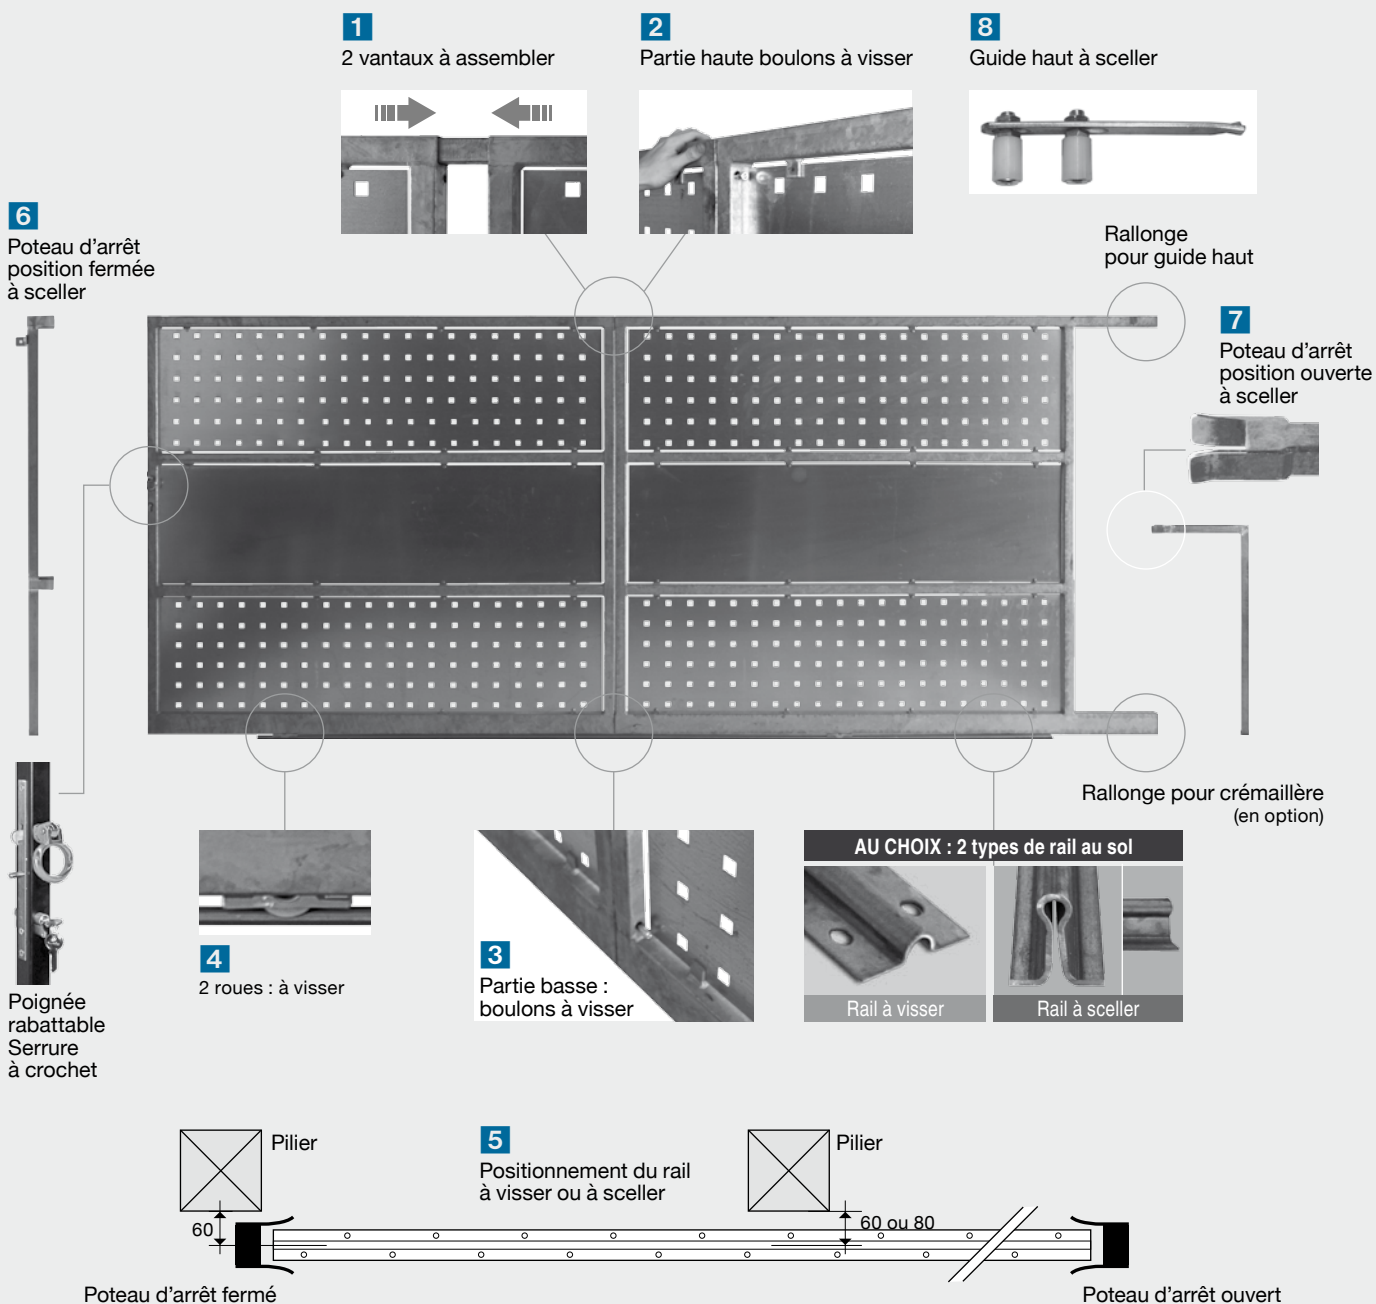 1
2 vantaux à assembler
2
Partie haute boulons à visser
8
Guide haut à sceller
6
Poteau d'arrêt
position fermée
à sceller
Rallonge
pour guide haut
7
Poteau d'arrêt
position ouverte
à sceller
Rallonge pour crémaillère
(en option)
Poignée
rabattable
Serrure
à crochet
4
2 roues : à visser
3
Partie basse :
boulons à visser
AU CHOIX : 2 types de rail au sol
Rail à visser
Rail à sceller
5
Positionnement du rail
à visser ou à sceller
Pilier
Pilier
60
60 ou 80
Poteau d'arrêt fermé
Poteau d'arrêt ouvert